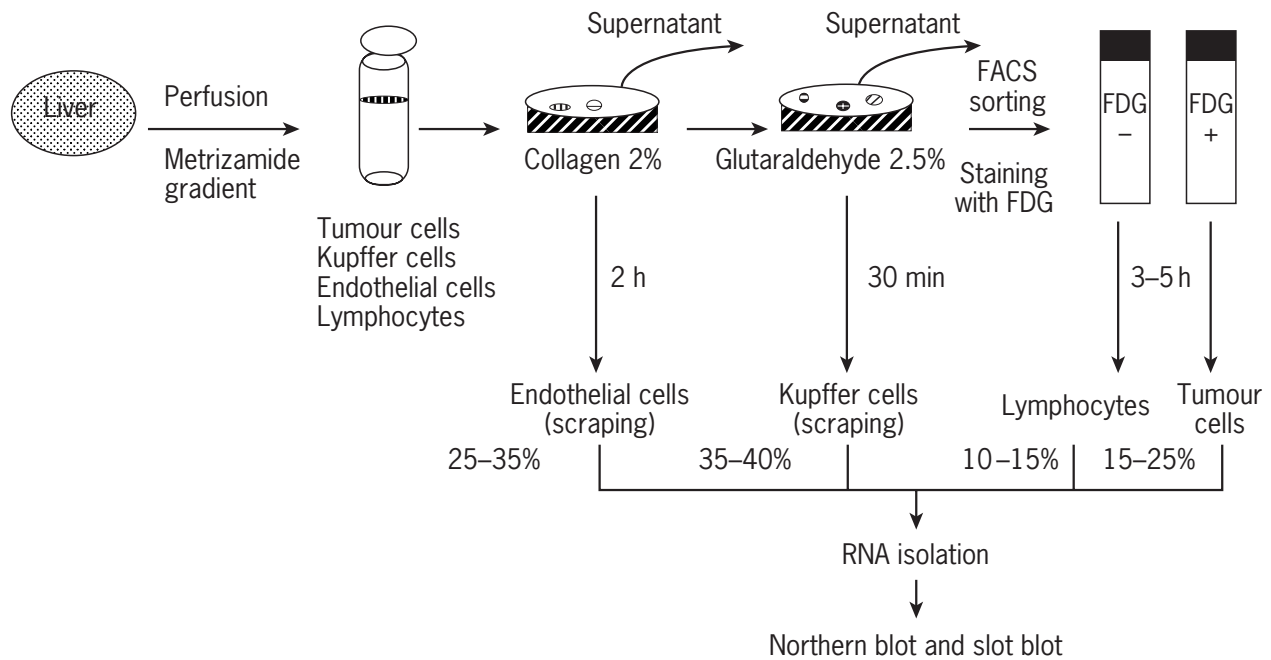 Supernatant
Supernatant
Liver
Perfusion
Metrizamide
gradient
FACS
sorting
FDG
–
FDG
+
Collagen 2%
Glutaraldehyde 2.5%
Staining
with FDG
Tumour cells
Kupffer cells
Endothelial cells
Lymphocytes
2 h
30 min
3–5 h
Endothelial cells
(scraping)
Kupffer cells
(scraping)
Lymphocytes
Tumour
cells
25–35%
35–40%
10–15%
15–25%
RNA isolation
Northern blot and slot blot